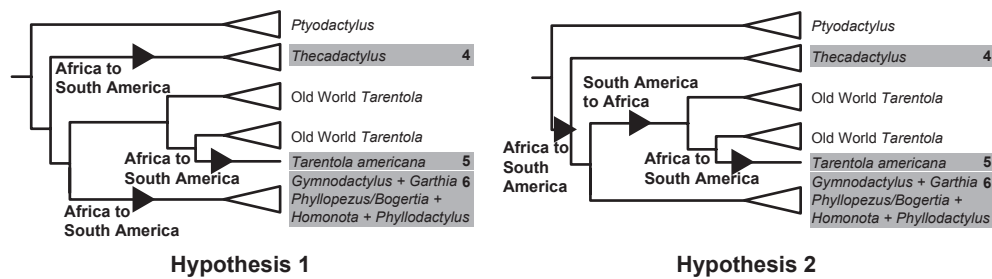 Ptyodactylus
Thecadactylus 4
Africa to
South America
Old World Tarentola
Old World Tarentola
Africa to
South America
Tarentola americana 5
Gymnodactylus + Garthia 6
Phyllopezus/Bogertia +
Homonota + Phyllodactylus
Africa to
South America
Hypothesis 1
Ptyodactylus
Thecadactylus 4
South America
to Africa
Old World Tarentola
Africa to
South
America
Old World Tarentola
Africa to
South America
Tarentola americana 5
Gymnodactylus + Garthia 6
Phyllopezus/Bogertia +
Homonota + Phyllodactylus
Hypothesis 2